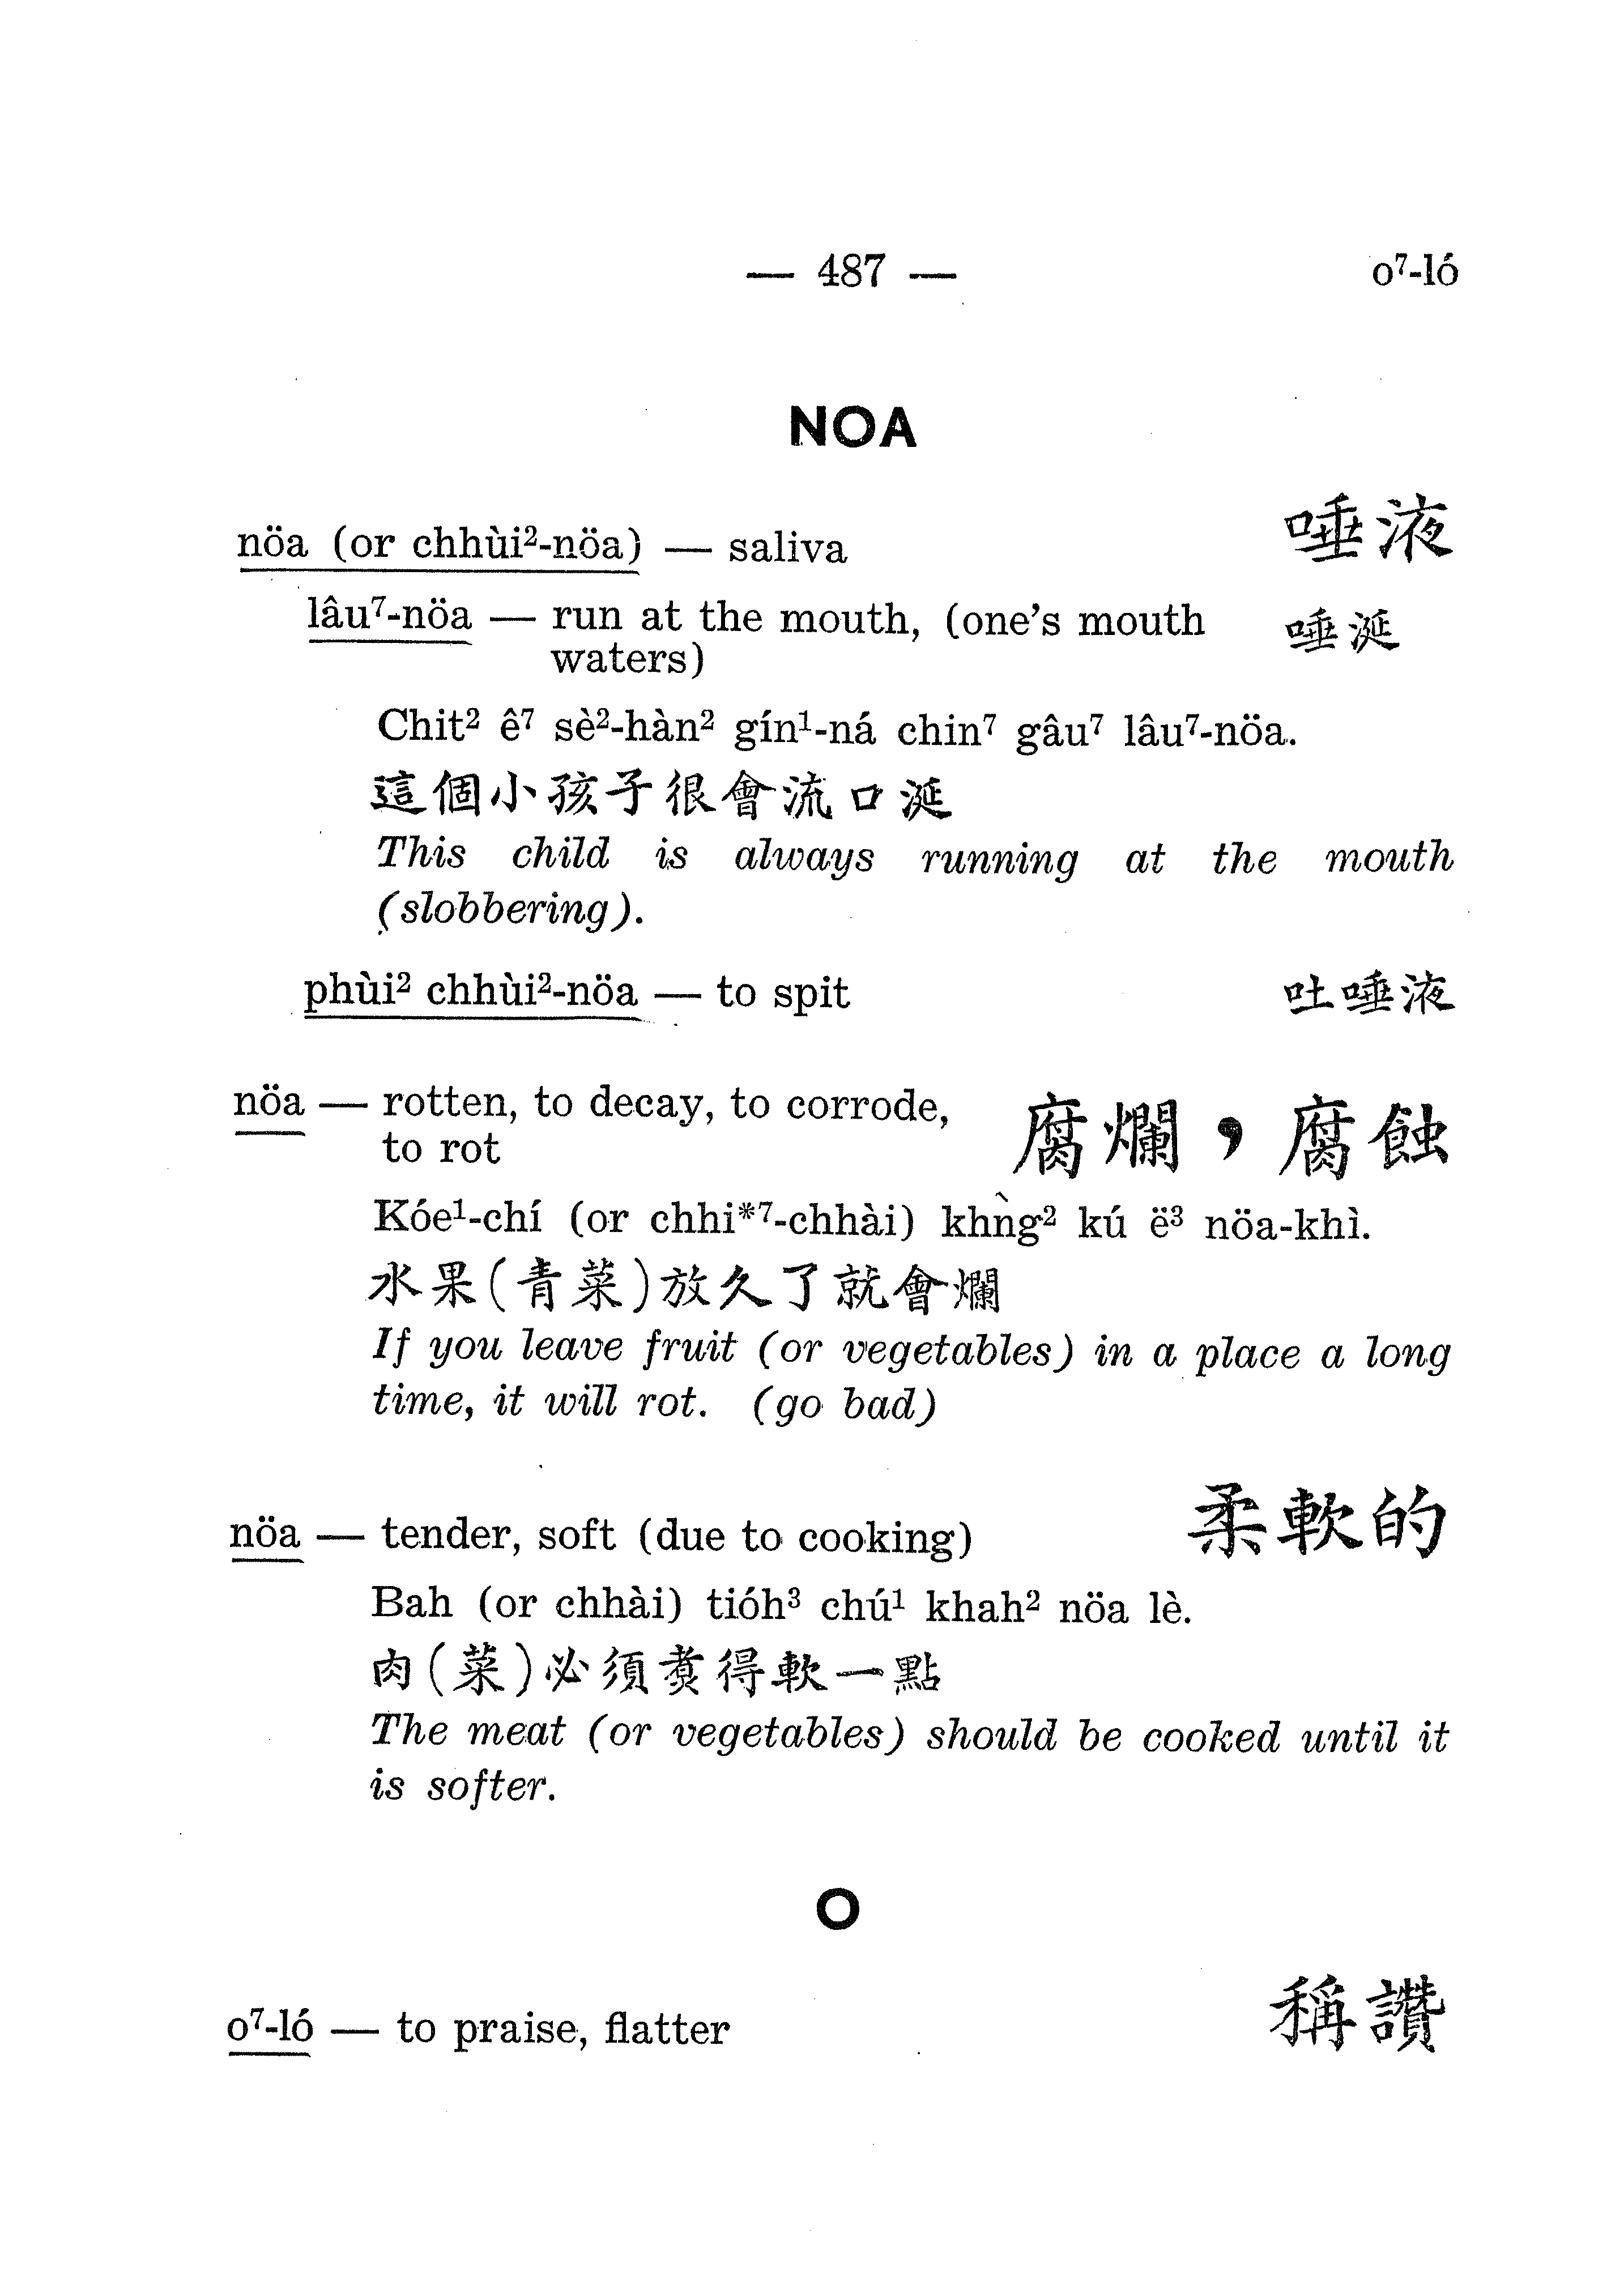 — 487 —
o⁷-ló
NOA
nöa (or chhùi²-nöa) — saliva 唾液
lâu⁷-nöa — run at the mouth, (one's mouth 唾涎
waters)
Chit² ê⁷ sè²-hàn² gín¹-ná chin⁷ gâu⁷ lâu⁷-nöa.
這個小孩子很會流口涎
This child is always running at the mouth
(slobbering).
phùi² chhùi²-nöa — to spit 吐唾液
nöa — rotten, to decay, to corrode, 腐爛，腐蝕
to rot
Kóe¹-chí (or chhi*⁷-chhài) khǹg² kú ë³ nöa-khì.
水果(青菜)放久了就會爛
If you leave fruit (or vegetables) in a place a long
time, it will rot. (go bad)
nöa — tender, soft (due to cooking) 柔軟的
Bah (or chhài) tióh³ chú¹ khah² nöa lè.
肉(菜)必須煮得軟一點
The meat (or vegetables) should be cooked until it
is softer.
O
o⁷-ló — to praise, flatter 稱讚